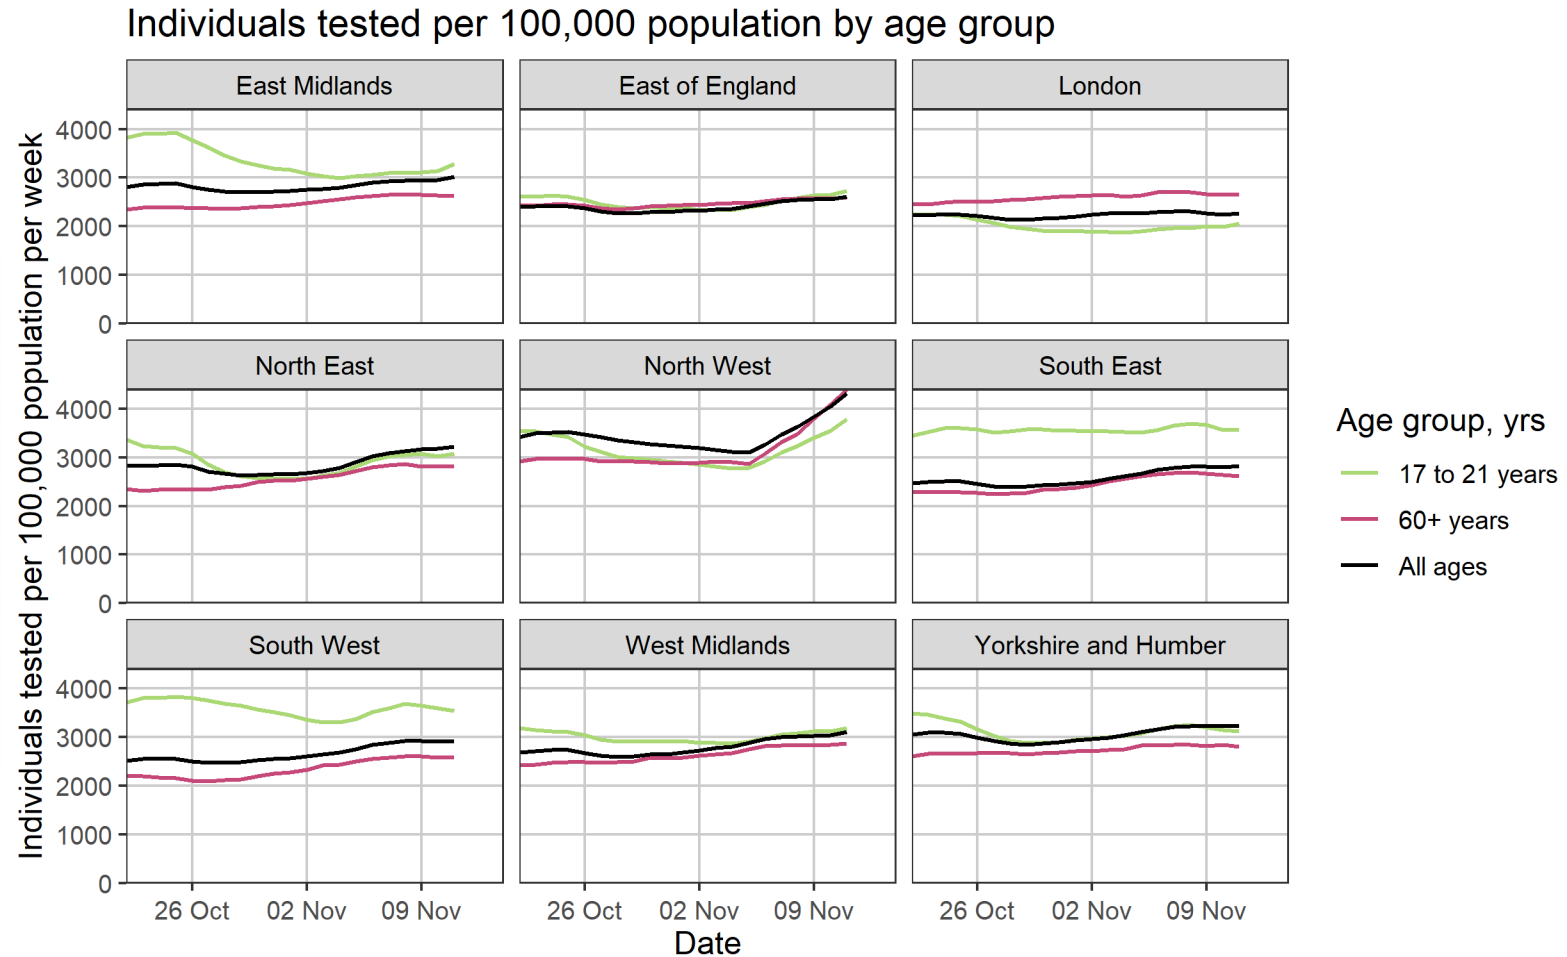 Individuals tested per 100,000 population by age group
Individuals tested per 100,000 population per week
East Midlands
East of England
London
4000
3000
2000
1000
0
North East
North West
South East
4000
3000
2000
1000
0
South West
West Midlands
Yorkshire and Humber
4000
3000
2000
1000
0
26 Oct 02 Nov 09 Nov
26 Oct 02 Nov 09 Nov
26 Oct 02 Nov 09 Nov
Date
Age group, yrs
17 to 21 years
60+ years
All ages